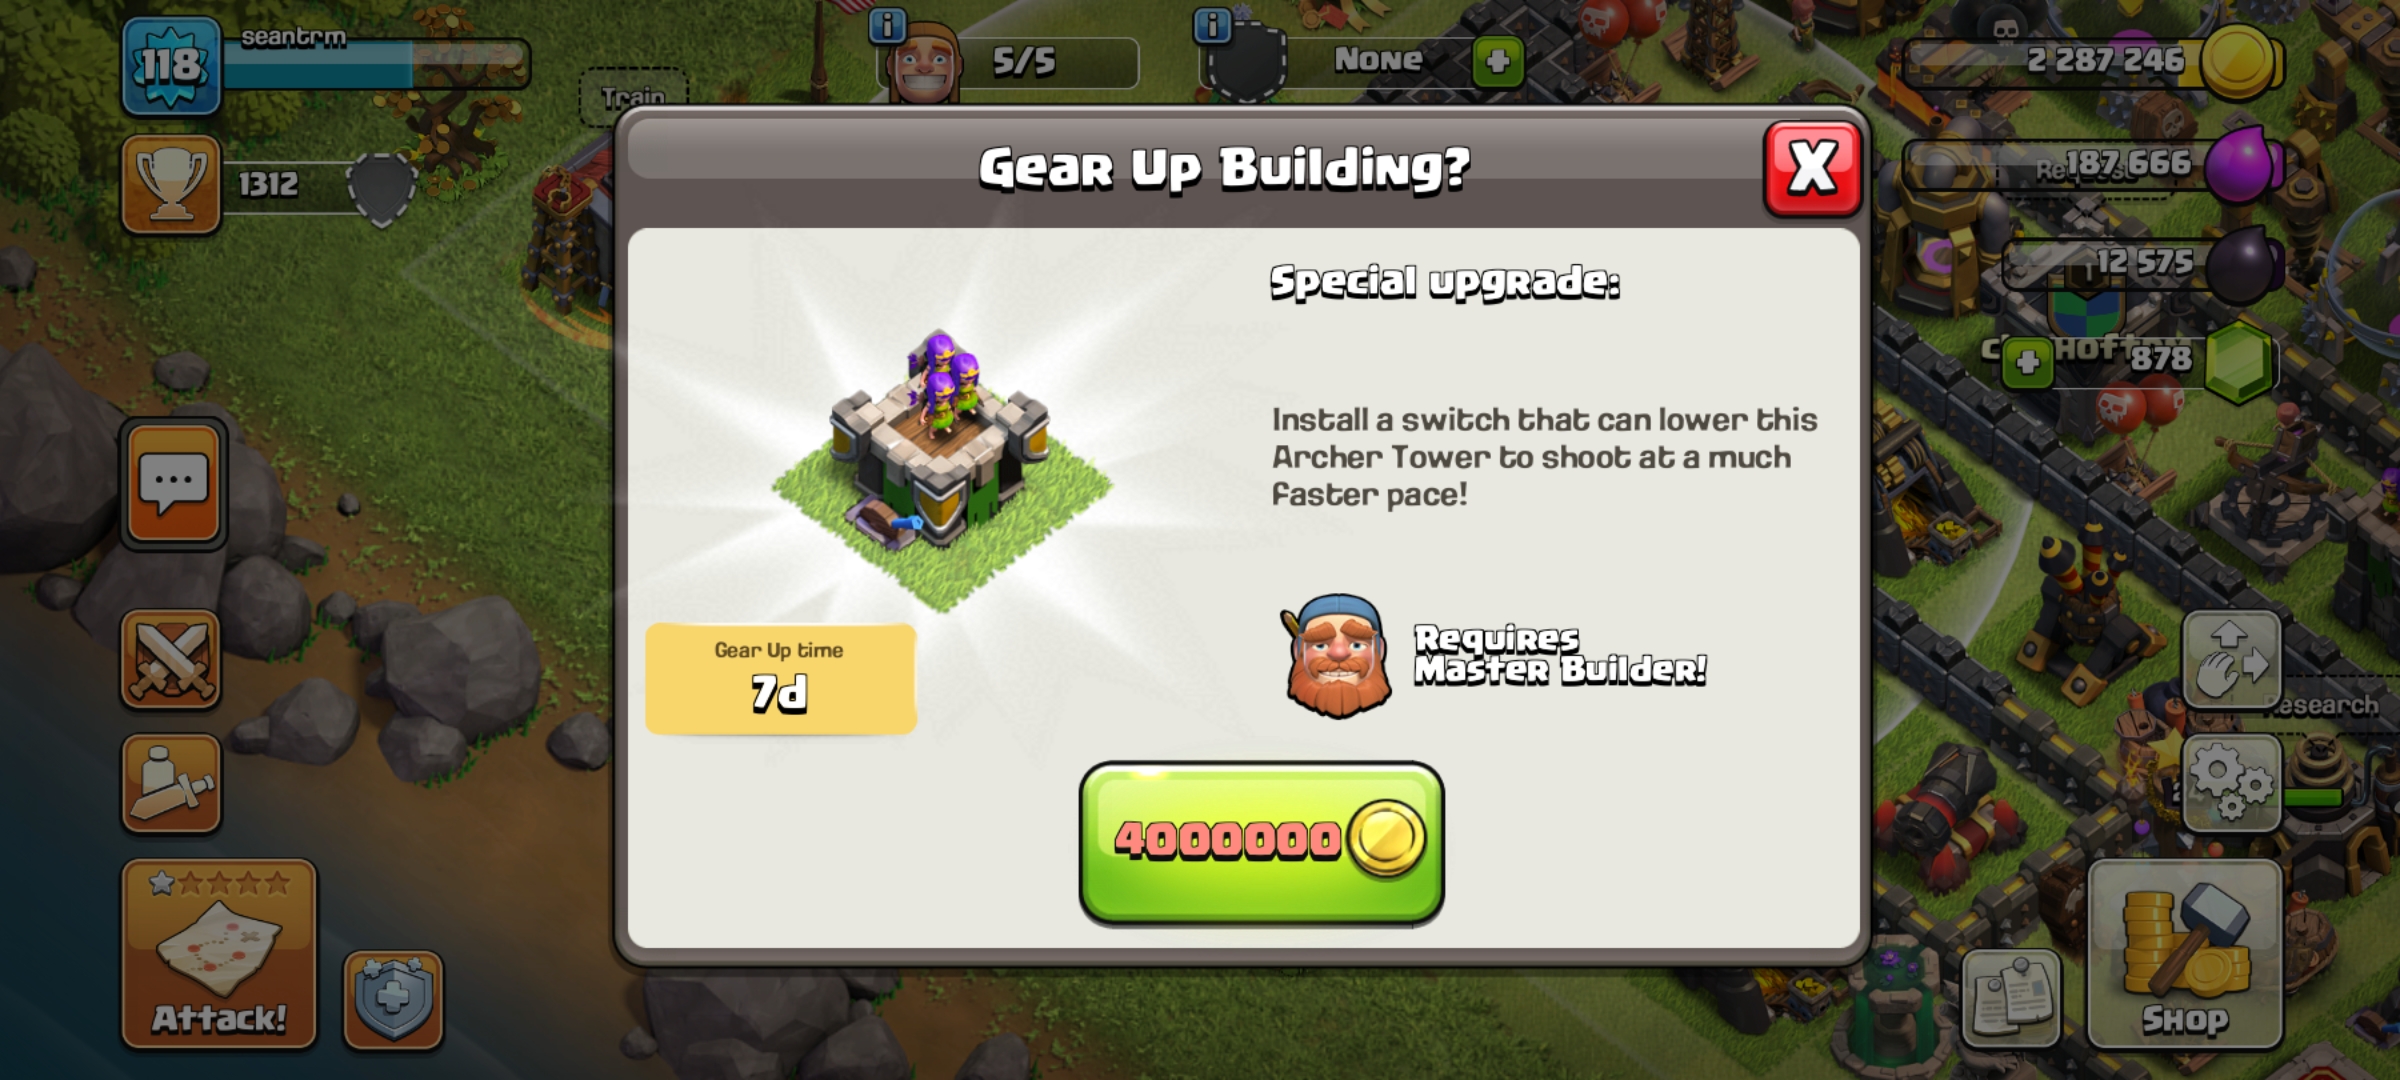 118
seantrm
5/5
None
2 287 246
Train
1312
187 666
12 575
878
Gear Up Building?
Special upgrade:
Install a switch that can lower this
Archer Tower to shoot at a much
faster pace!
Gear Up time
7d
Requires
Master Builder!
4000000
Research
Attack!
Shop